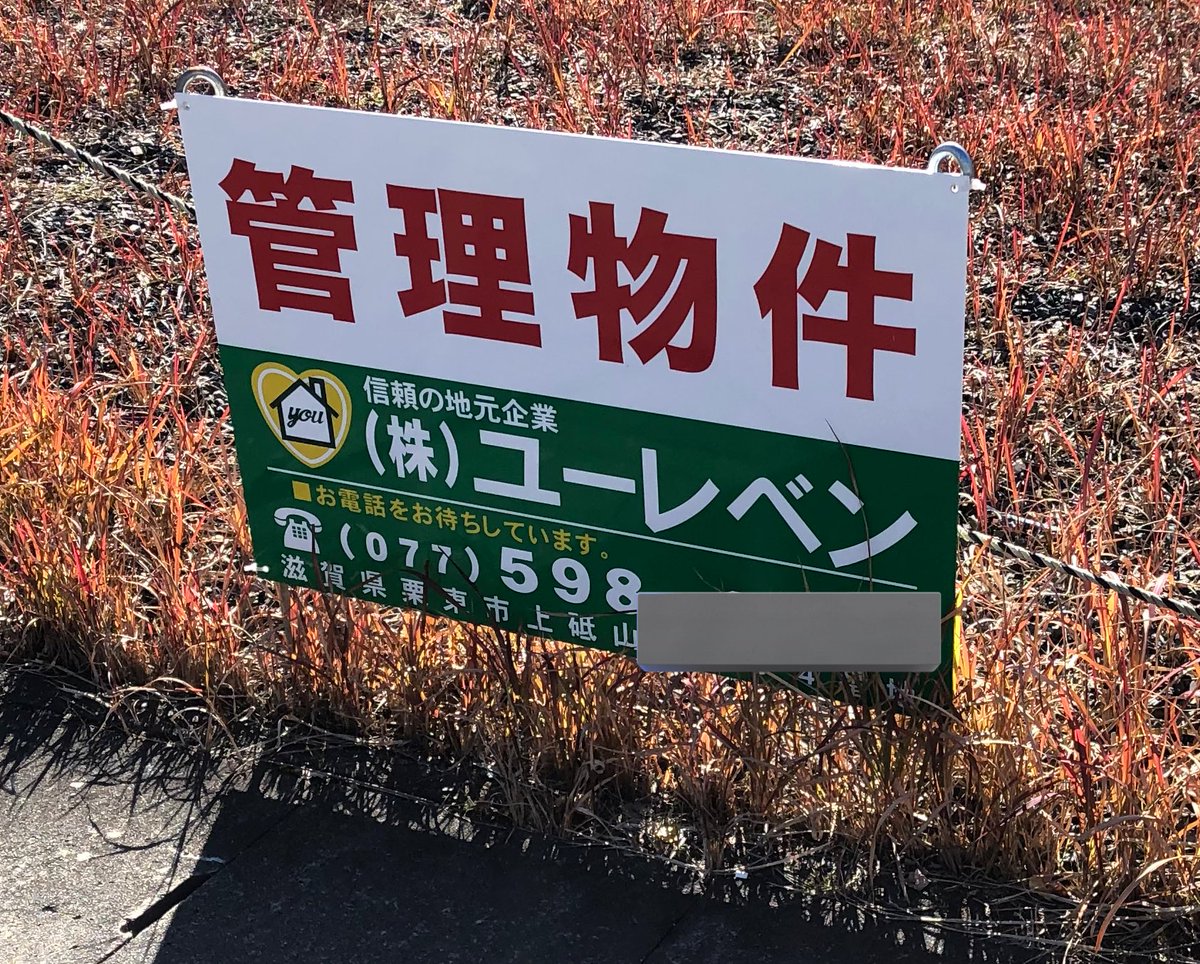 管理物件
you
信頼の地元企業
(株)ユーレベン
■お電話をお待ちしています。
(077)598
滋賀県栗東市上砥山